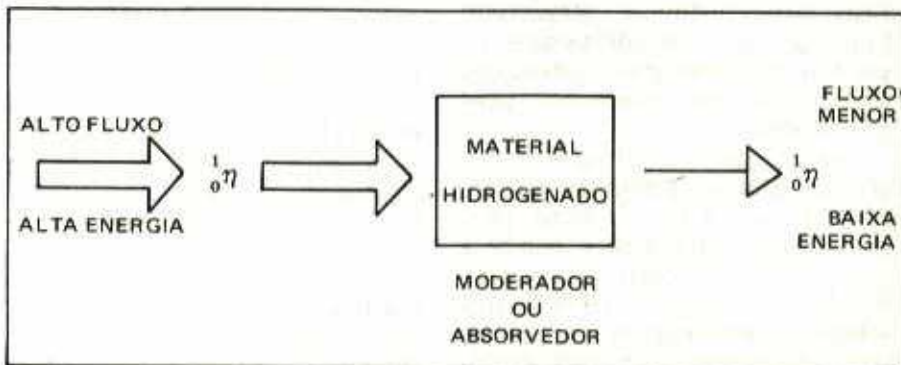 ALTO FLUXO
ALTA ENERGIA
¹₀η
MATERIAL
HIDROGENADO
MODERADOR
OU
ABSORVEDOR
FLUXO
MENOR
¹₀η
BAIXA
ENERGIA